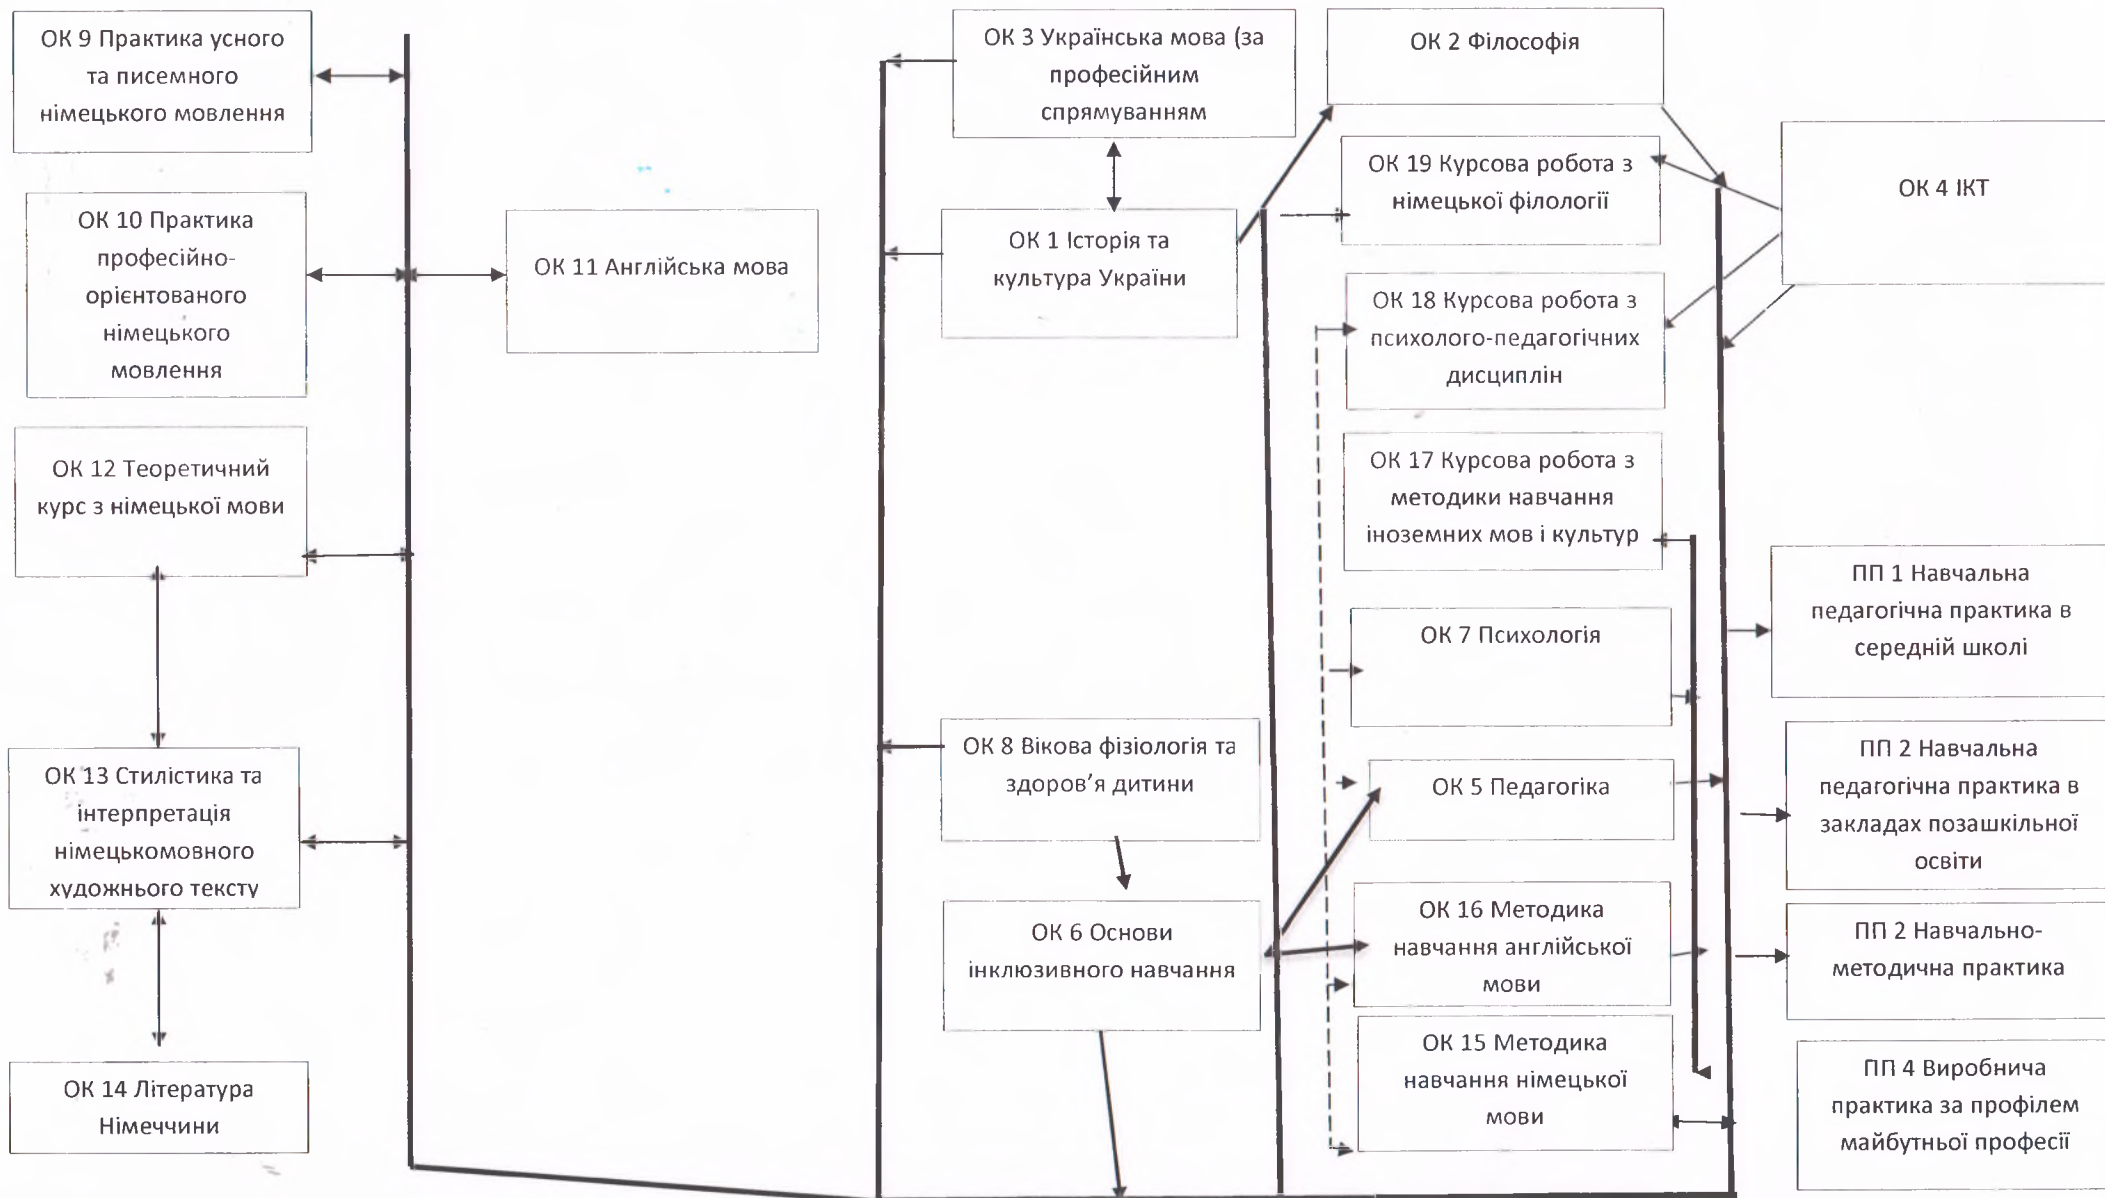 ОК 9 Практика усного
та писемного
німецького мовлення
ОК 10 Практика
професійно-
орієнтованого
німецького
мовлення
ОК 12 Теоретичний
курс з німецької мови
ОК 13 Стилістика та
інтерпретація
німецькомовного
художнього тексту
ОК 14 Література
Німеччини
ОК 11 Англійська мова
ОК 3 Українська мова (за
професійним
спрямуванням
ОК 1 Історія та
культура України
ОК 8 Вікова фізіологія та
здоров’я дитини
ОК 6 Основи
інклюзивного навчання
ОК 2 Філософія
ОК 19 Курсова робота з
німецької філології
ОК 18 Курсова робота з
психолого-педагогічних
дисциплін
ОК 17 Курсова робота з
методики навчання
іноземних мов і культур
ОК 7 Психологія
ОК 5 Педагогіка
ОК 16 Методика
навчання англійської
мови
ОК 15 Методика
навчання німецької
мови
ОК 4 ІКТ
ПП 1 Навчальна
педагогічна практика в
середній школі
ПП 2 Навчальна
педагогічна практика в
закладах позашкільної
освіти
ПП 2 Навчально-
методична практика
ПП 4 Виробнича
практика за профілем
майбутньої професії